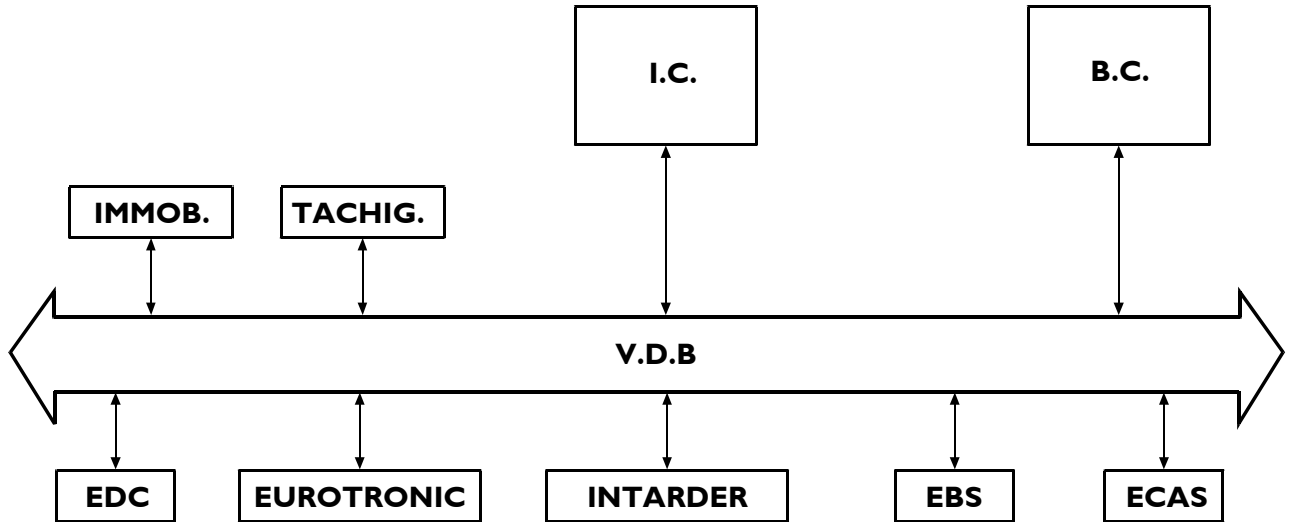 I.C.
B.C.
IMMOB.
TACHIG.
V.D.B
EDC
EUROTRONIC
INTARDER
EBS
ECAS